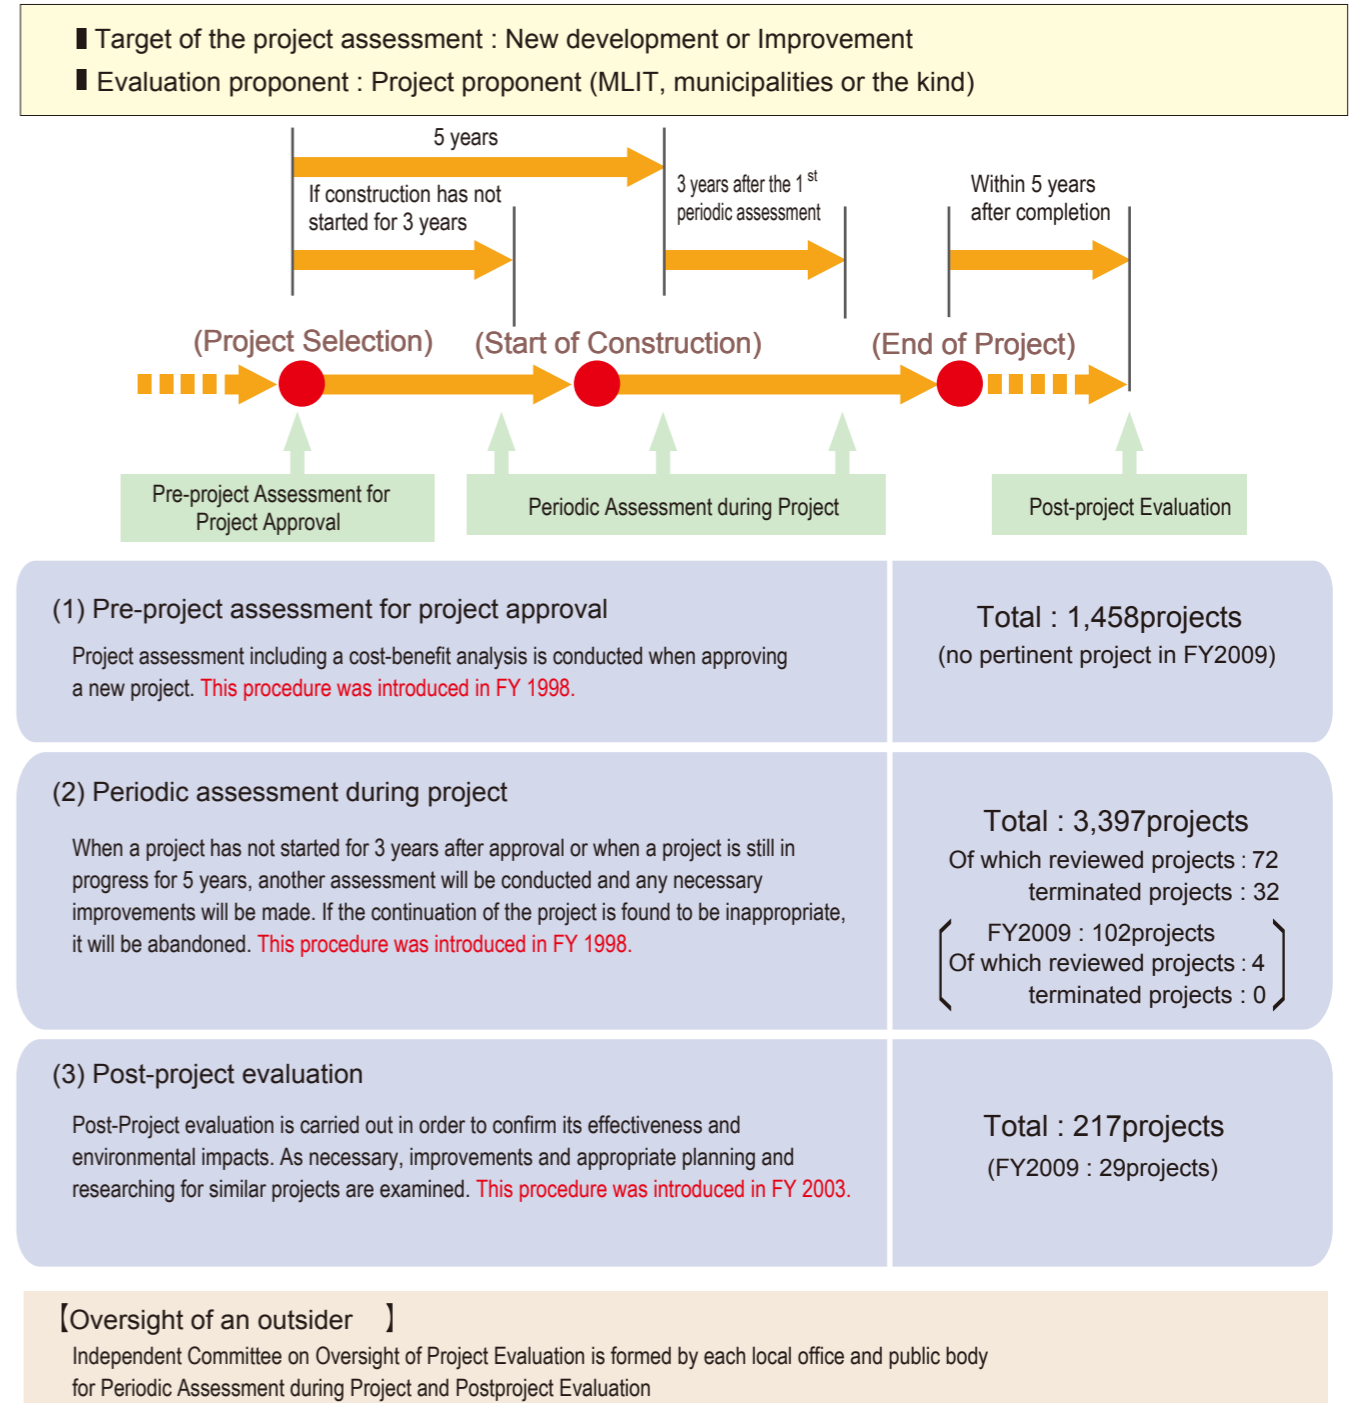 Target of the project assessment : New development or Improvement
Evaluation proponent : Project proponent (MLIT, municipalities or the kind)
5 years
If construction has not
started for 3 years
3 years after the 1 st
periodic assessment
Within 5 years
after completion
(Project Selection)
(Start of Construction)
(End of Project)
Pre-project Assessment for
Project Approval
Periodic Assessment during Project
Post-project Evaluation
(1) Pre-project assessment for project approval
Project assessment including a cost-benefit analysis is conducted when approving
a new project. This procedure was introduced in FY 1998.
Total : 1,458projects
(no pertinent project in FY2009)
(2) Periodic assessment during project
When a project has not started for 3 years after approval or when a project is still in
progress for 5 years, another assessment will be conducted and any necessary
improvements will be made. If the continuation of the project is found to be inappropriate,
it will be abandoned. This procedure was introduced in FY 1998.
Total : 3,397projects
Of which reviewed projects : 72
terminated projects : 32
FY2009 : 102projects
Of which reviewed projects : 4
terminated projects : 0
(3) Post-project evaluation
Post-Project evaluation is carried out in order to confirm its effectiveness and
environmental impacts. As necessary, improvements and appropriate planning and
researching for similar projects are examined. This procedure was introduced in FY 2003.
Total : 217projects
(FY2009 : 29projects)
【Oversight of an outsider 】
Independent Committee on Oversight of Project Evaluation is formed by each local office and public body
for Periodic Assessment during Project and Postproject Evaluation